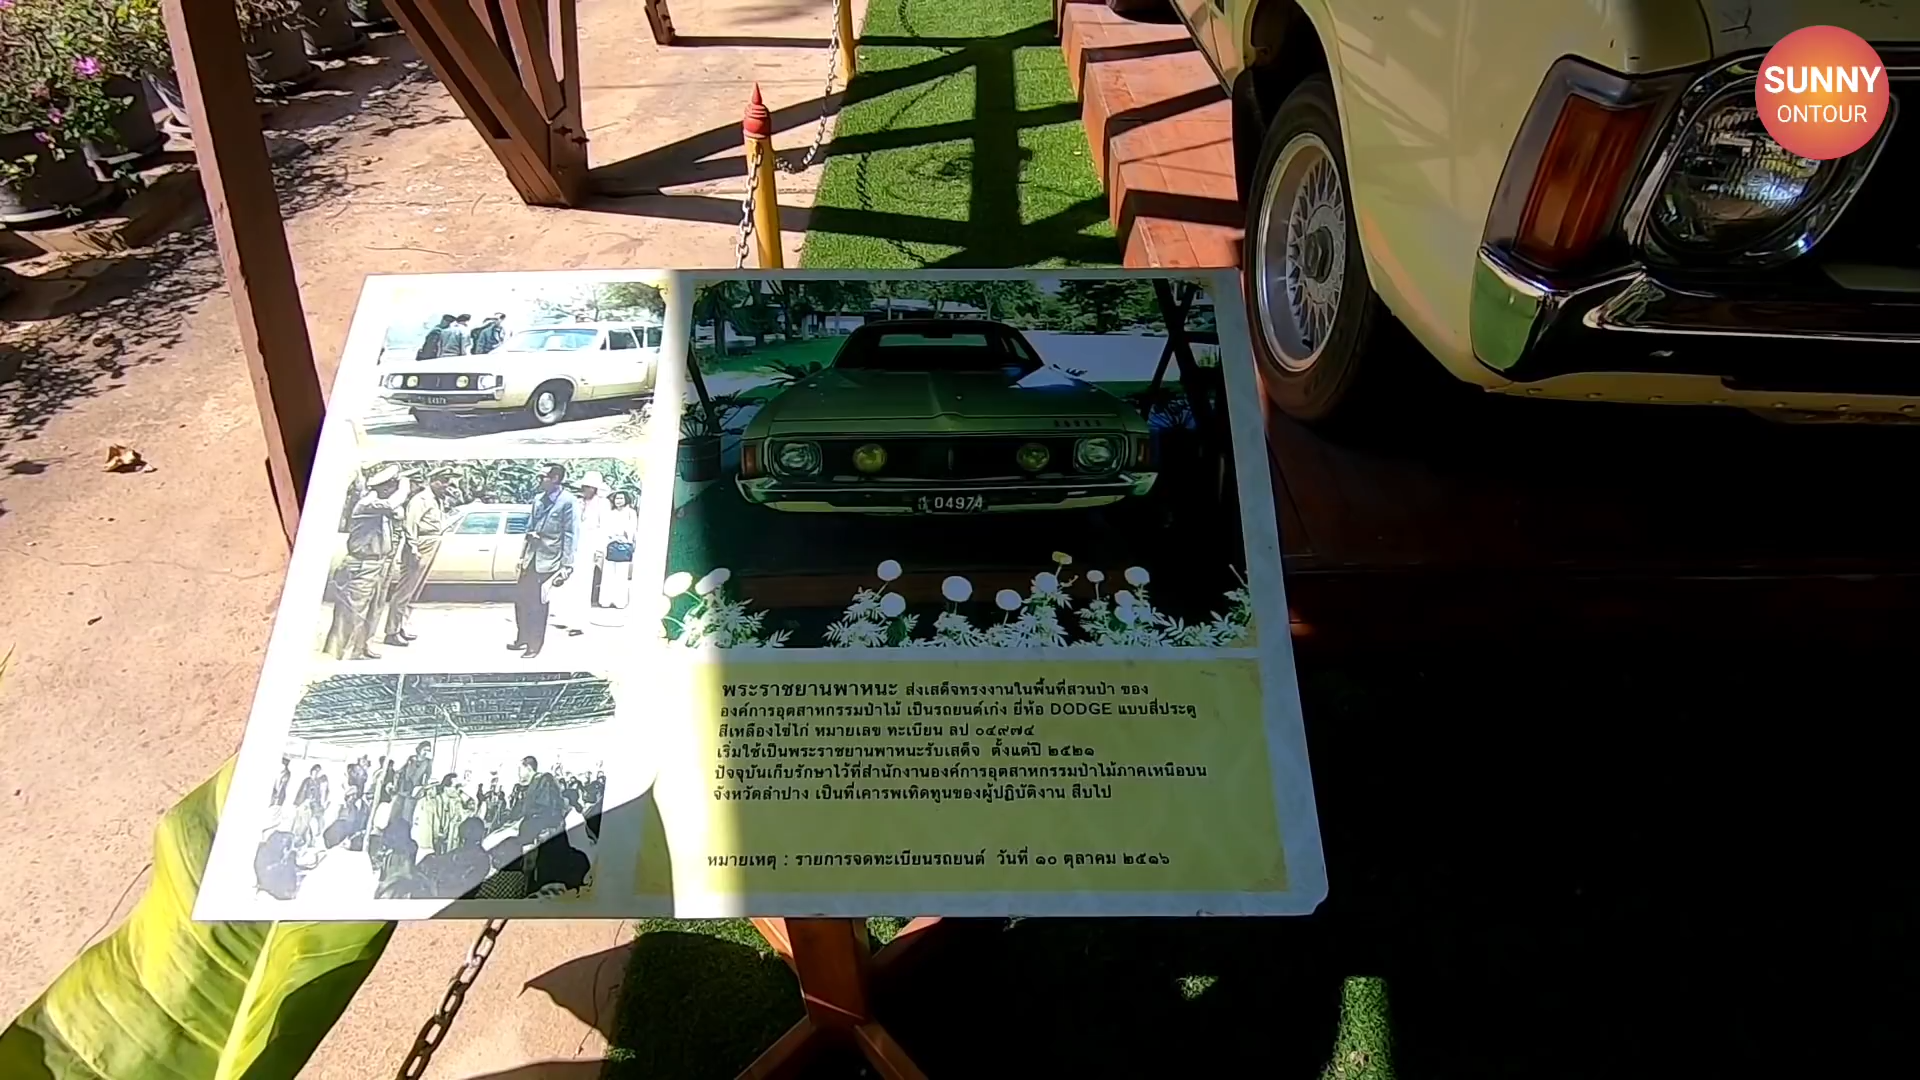 SUNNY
ONTOUR
04974
พระราชยานพาหนะ ส่งเสด็จทรงงานในพื้นที่สวนป่า ของ
องค์การอุตสาหกรรมป่าไม้ เป็นรถยนต์เก๋ง ยี่ห้อ DODGE แบบสี่ประตู
สีเหลืองไข่ไก่ หมายเลข ทะเบียน ลป ๐๔๙๗๔
เริ่มใช้เป็นพระราชยานพาหนะรับเสด็จ ตั้งแต่ปี ๒๕๒๑
ปัจจุบันเก็บรักษาไว้ที่สำนักงานองค์การอุตสาหกรรมป่าไม้ภาคเหนือบน
จังหวัดลำปาง เป็นที่เคารพเทิดทูนของผู้ปฏิบัติงาน สืบไป
หมายเหตุ : รายการจดทะเบียนรถยนต์ วันที่ ๑๐ ตุลาคม ๒๕๑๖